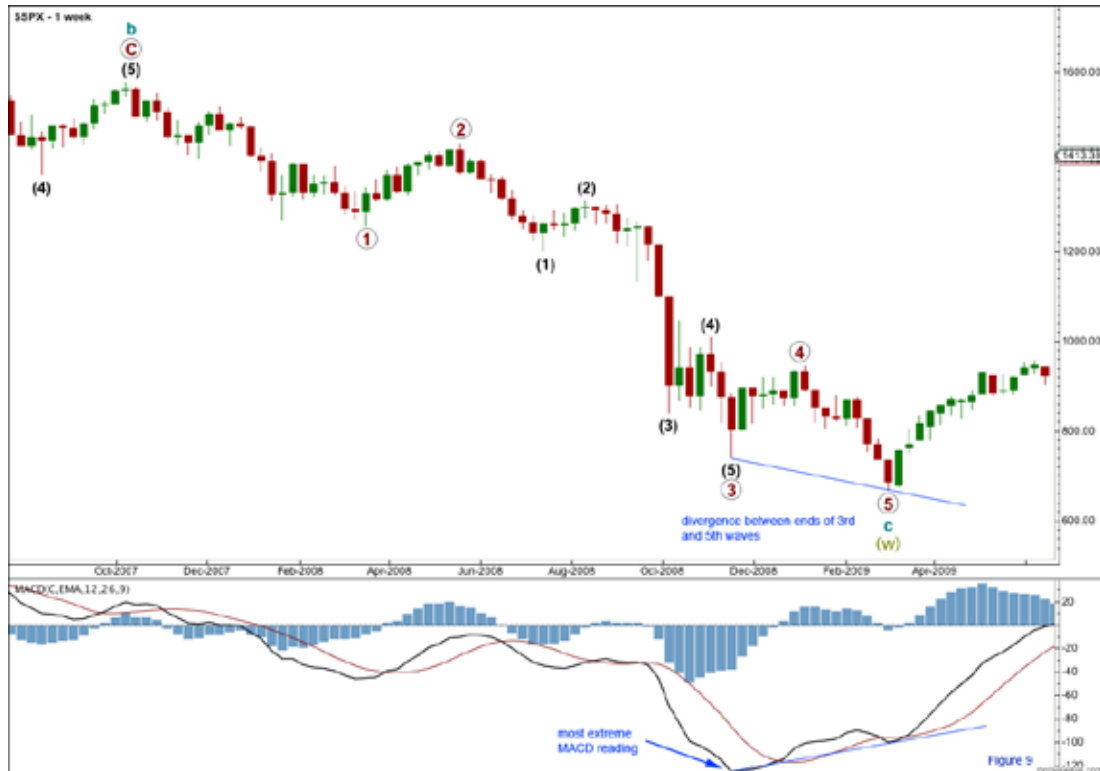 $SPX - 1 week
b
C
(5)
1600.00
2
1413.38
(4)
(2)
1
1200.00
(1)
(4)
1000.00
4
(3)
800.00
(5)
3
5
divergence between ends of 3rd
and 5th waves
c
(w)
600.00
Oct-2007 Dec-2007 Feb-2008 Apr-2008 Jun-2008 Aug-2008 Oct-2008 Dec-2008 Feb-2009 Apr-2009
MACD(C,EMA,12,26,9)
20
-20
-40
-60
-80
most extreme
MACD reading
-100
Figure 9
-120